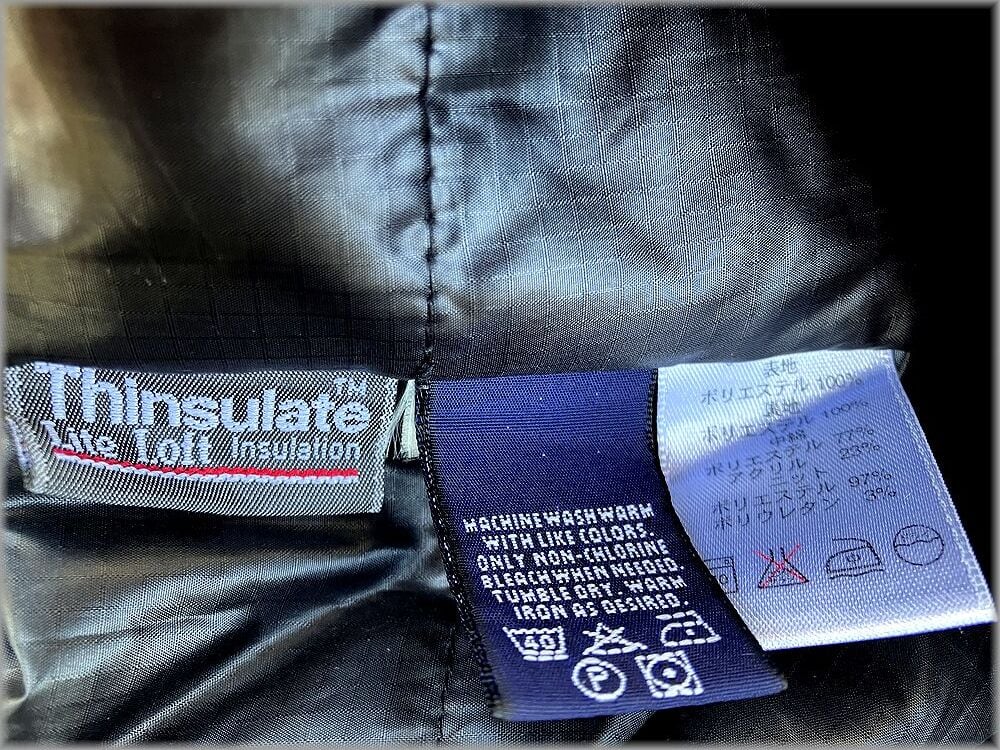 Thinsulate™
Lite Loft Insulation
MACHINE WASH WARM
WITH LIKE COLORS.
ONLY NON-CHLORINE
BLEACH WHEN NEEDED
TUMBLE DRY. WARM
IRON AS DESIRED.
P
表地
ポリエステル 100%
裏地
ポリエステル 100%
中綿
ポリエステル 77%
アクリル 23%
ニット
ポリエステル 97%
ポリウレタン 3%